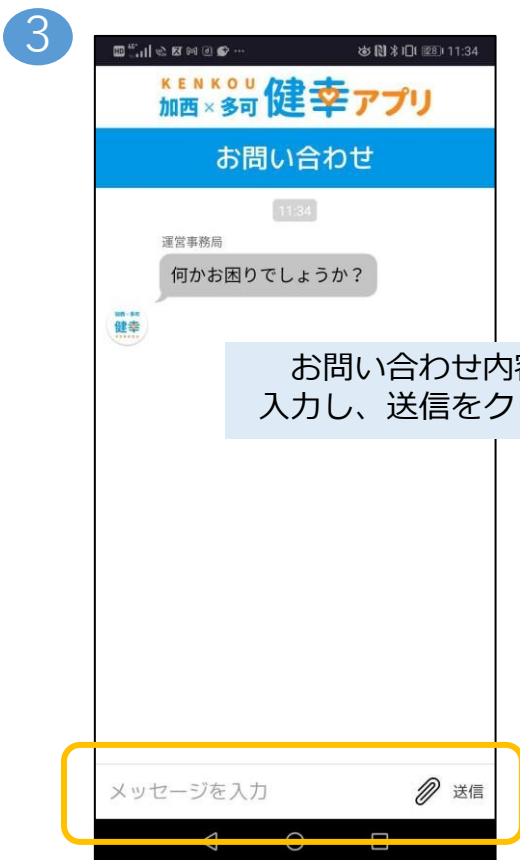 3
11:34
KENKOU
加西×多可 健幸アプリ
お問い合わせ
11:34
運営事務局
何かお困りでしょうか？
健幸
お問い合わせ内
入力し、送信をク
メッセージを入力
送信